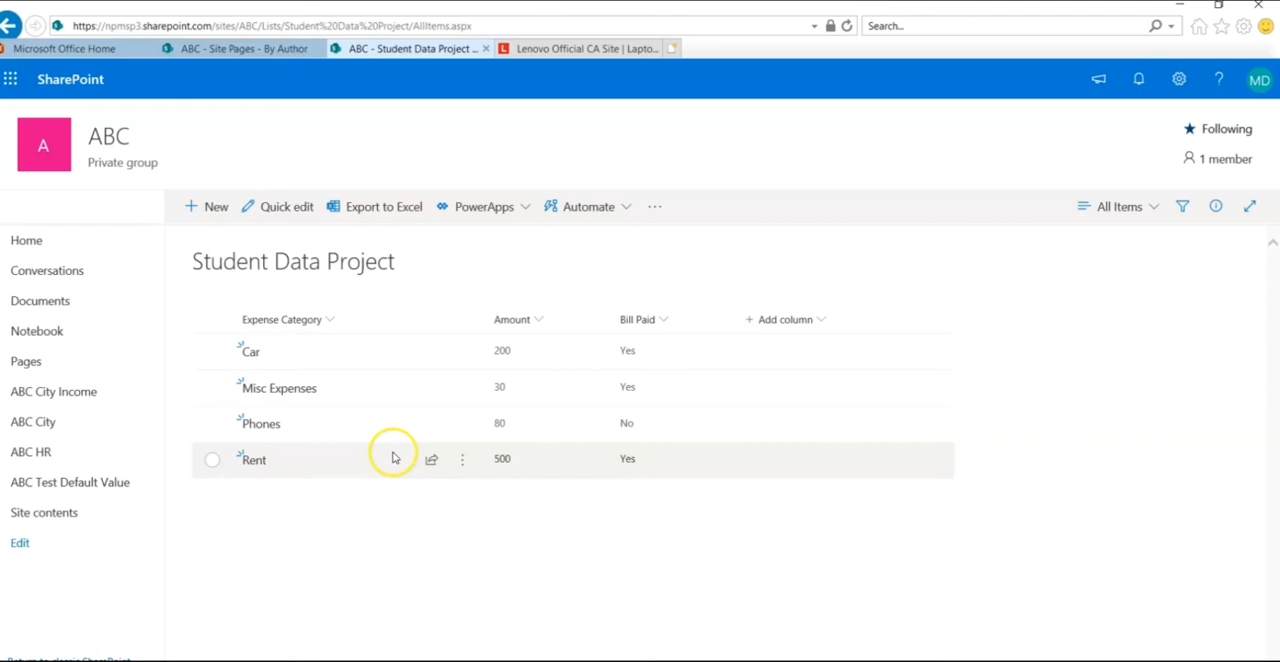 https://npmsp3.sharepoint.com/sites/ABC/Lists/Student%20Data%20Project/AllItems.aspx
Search...
Microsoft Office Home
ABC - Site Pages - By Author
ABC - Student Data Project ...
Lenovo Official CA Site | Lapto...
SharePoint
?
MD
A
ABC
Private group
Following
1 member
New
Quick edit
Export to Excel
PowerApps
Automate
...
All Items
Home
Conversations
Documents
Notebook
Pages
ABC City Income
ABC City
ABC HR
ABC Test Default Value
Site contents
Edit
Return to classic SharePoint
Student Data Project
Expense Category Amount Bill Paid + Add column
Car 200 Yes
Misc Expenses 30 Yes
Phones 80 No
Rent 500 Yes